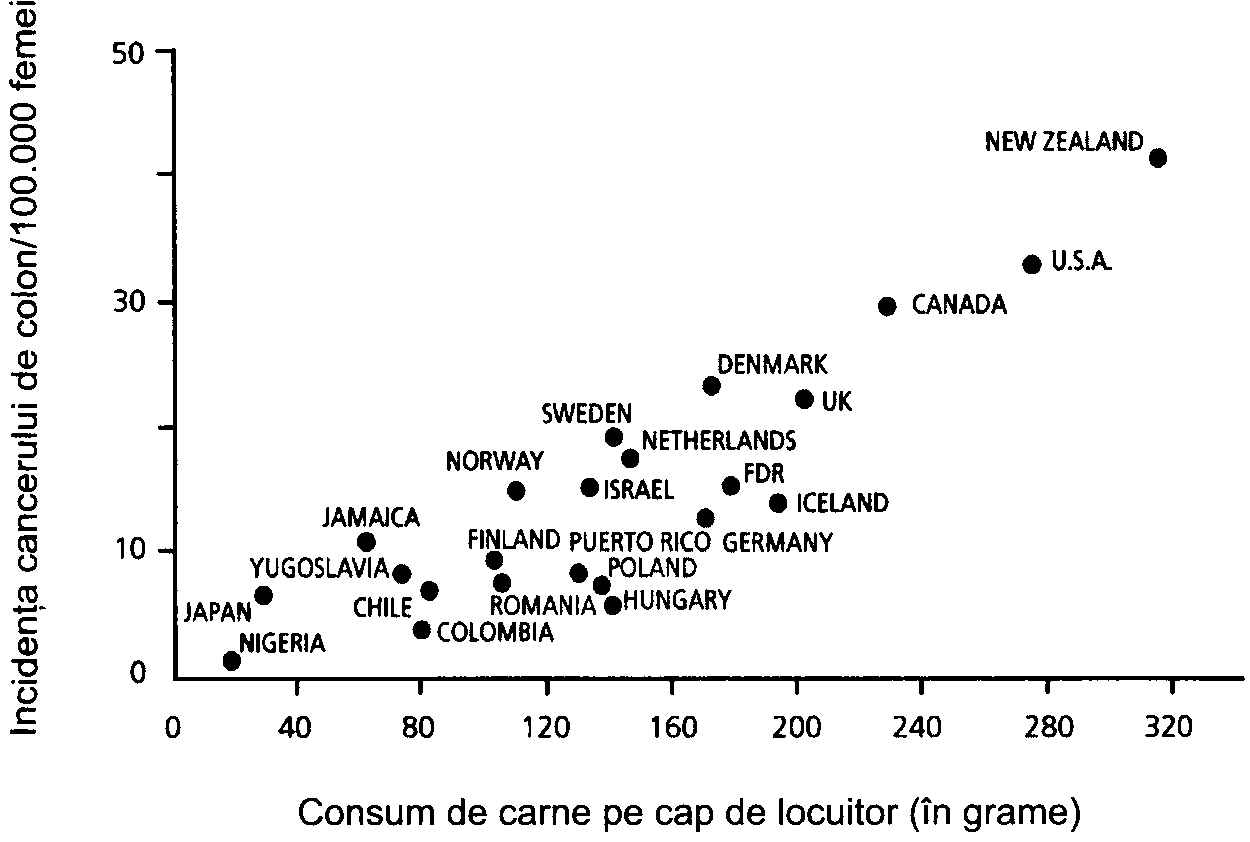 Incidența cancerului de colon/100.000 femei
50
30
10
0
NEW ZEALAND
U.S.A.
CANADA
DENMARK
UK
SWEDEN
NETHERLANDS
NORWAY
FDR
ISRAEL
ICELAND
JAMAICA
FINLAND
PUERTO RICO
GERMANY
YUGOSLAVIA
POLAND
JAPAN
CHILE
ROMANIA
HUNGARY
COLOMBIA
NIGERIA
0 40 80 120 160 200 240 280 320
Consum de carne pe cap de locuitor (în grame)